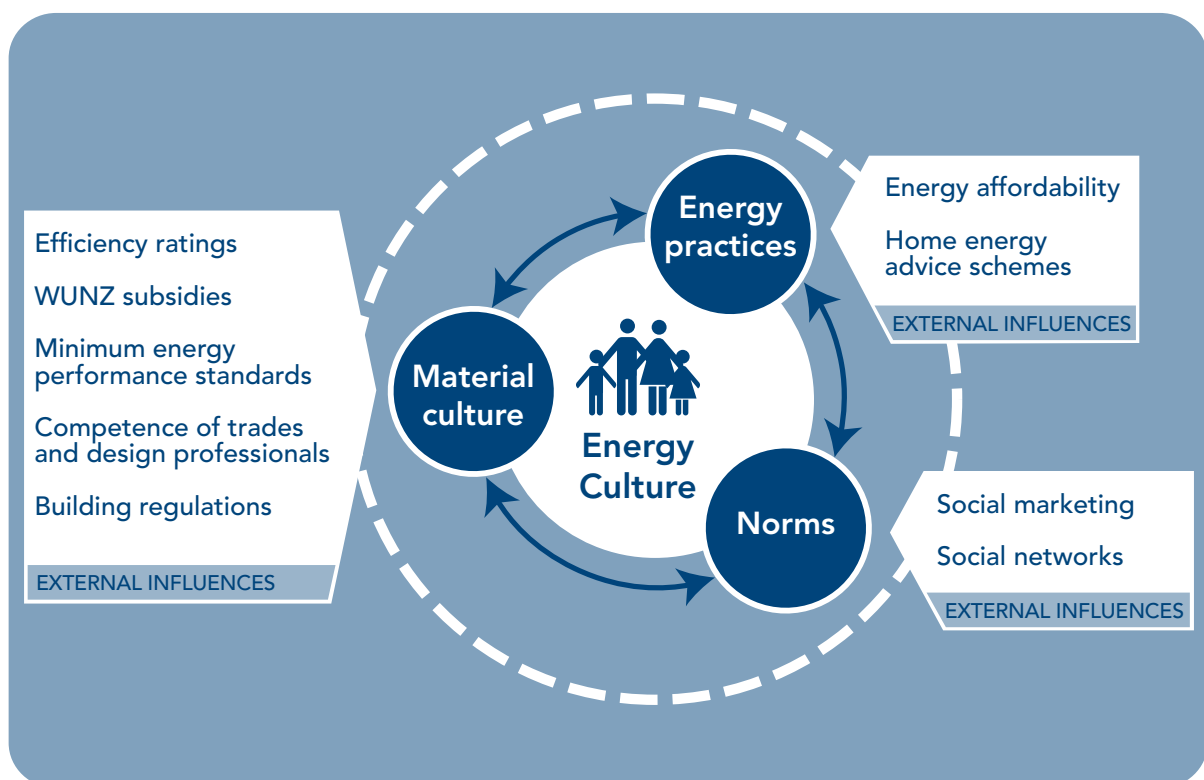 Efficiency ratings
WUNZ subsidies
Minimum energy
performance standards
Competence of trades
and design professionals
Building regulations
EXTERNAL INFLUENCES
Material
culture
Energy
practices
Energy
Culture
Norms
Energy affordability
Home energy
advice schemes
EXTERNAL INFLUENCES
Social marketing
Social networks
EXTERNAL INFLUENCES